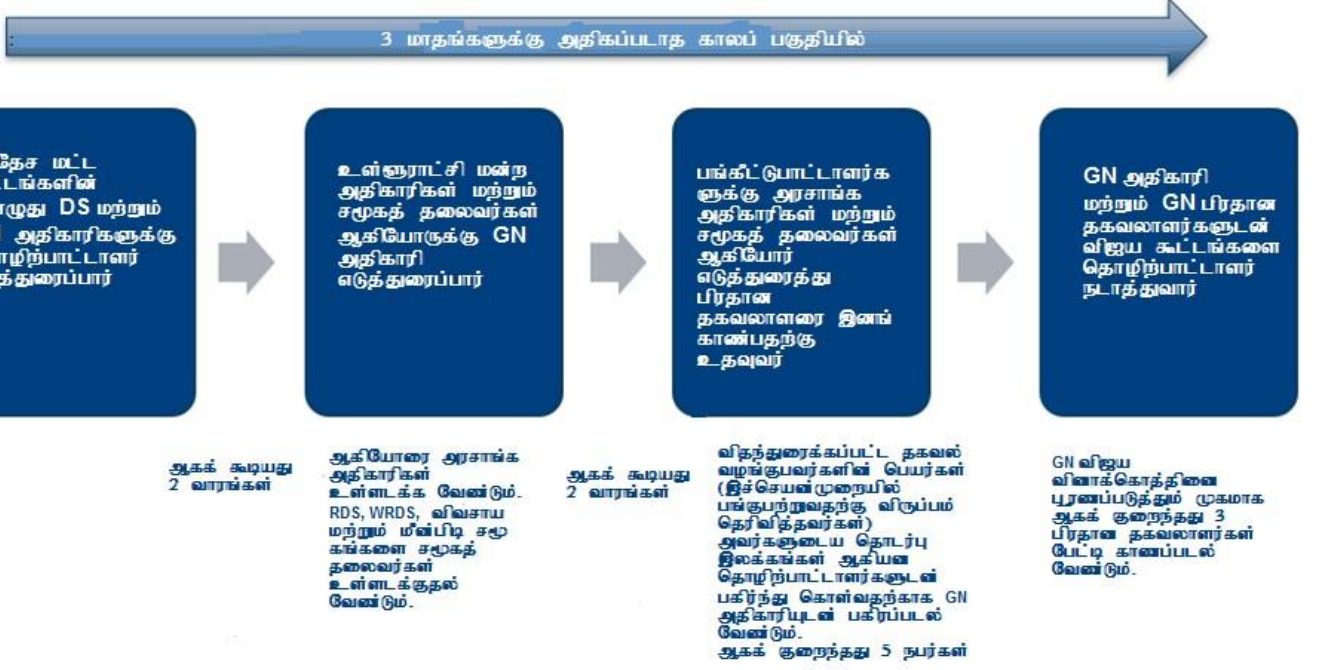 3 மாதங்களுக்கு அதிகப்படாத காலப் பகுதியில்
தேச மட்ட
டங்களின்
ழுது DS மற்றும்
அதிகாரிகளுக்கு
ழிற்பாட்டாளர்
த்துரைப்பார்
உள்ளூராட்சி மன்ற
அதிகாரிகள் மற்றும்
சமூகத் தலைவர்கள்
ஆகியோருக்கு GN
அதிகாரி
எடுத்துரைப்பார்
பங்கீட்டுபாட்டாளர்க
ளுக்கு அரசாங்க
அதிகாரிகள் மற்றும்
சமூகத் தலைவர்கள்
ஆகியோர்
எடுத்துரைத்து
பிரதான
தகவலாளரை இனங்
காண்பதற்கு
உதவுவர்
GN அதிகாரி
மற்றும் GN பிரதான
தகவலாளர்களுடன்
விஜய கூட்டங்களை
தொழிற்பாட்டாளர்
நடாத்துவார்
ஆகக் கூடியது
2 வாரங்கள்
ஆகியோரை அரசாங்க
அதிகாரிகள்
உள்ளடக்க வேண்டும்.
RDS, WRDS, விவசாய
மற்றும் மீன்பிடி சமூ
கங்களை சமூகத்
தலைவர்கள்
உள்ளடக்குதல்
வேண்டும்.
ஆகக் கூடியது
2 வாரங்கள்
விதந்துரைக்கப்பட்ட தகவல்
வழங்குபவர்களின் பெயர்கள்
(இச்செயன்முறையில்
பங்குபற்றுவதற்கு விருப்பம்
தெரிவித்தவர்கள்)
அவர்களுடைய தொடர்பு
இலக்கங்கள் ஆகியன
தொழிற்பாட்டாளர்களுடன்
பகிர்ந்து கொள்வதற்காக GN
அதிகாரியுடன் பகிரப்படல்
வேண்டும்.
ஆகக் குறைந்தது 5 நபர்கள்
GN விஜய
வினாக்கொத்தினை
பூரணப்படுத்தும் முகமாக
ஆகக் குறைந்தது 3
பிரதான தகவலாளர்கள்
பேட்டி காணப்படல்
வேண்டும்.